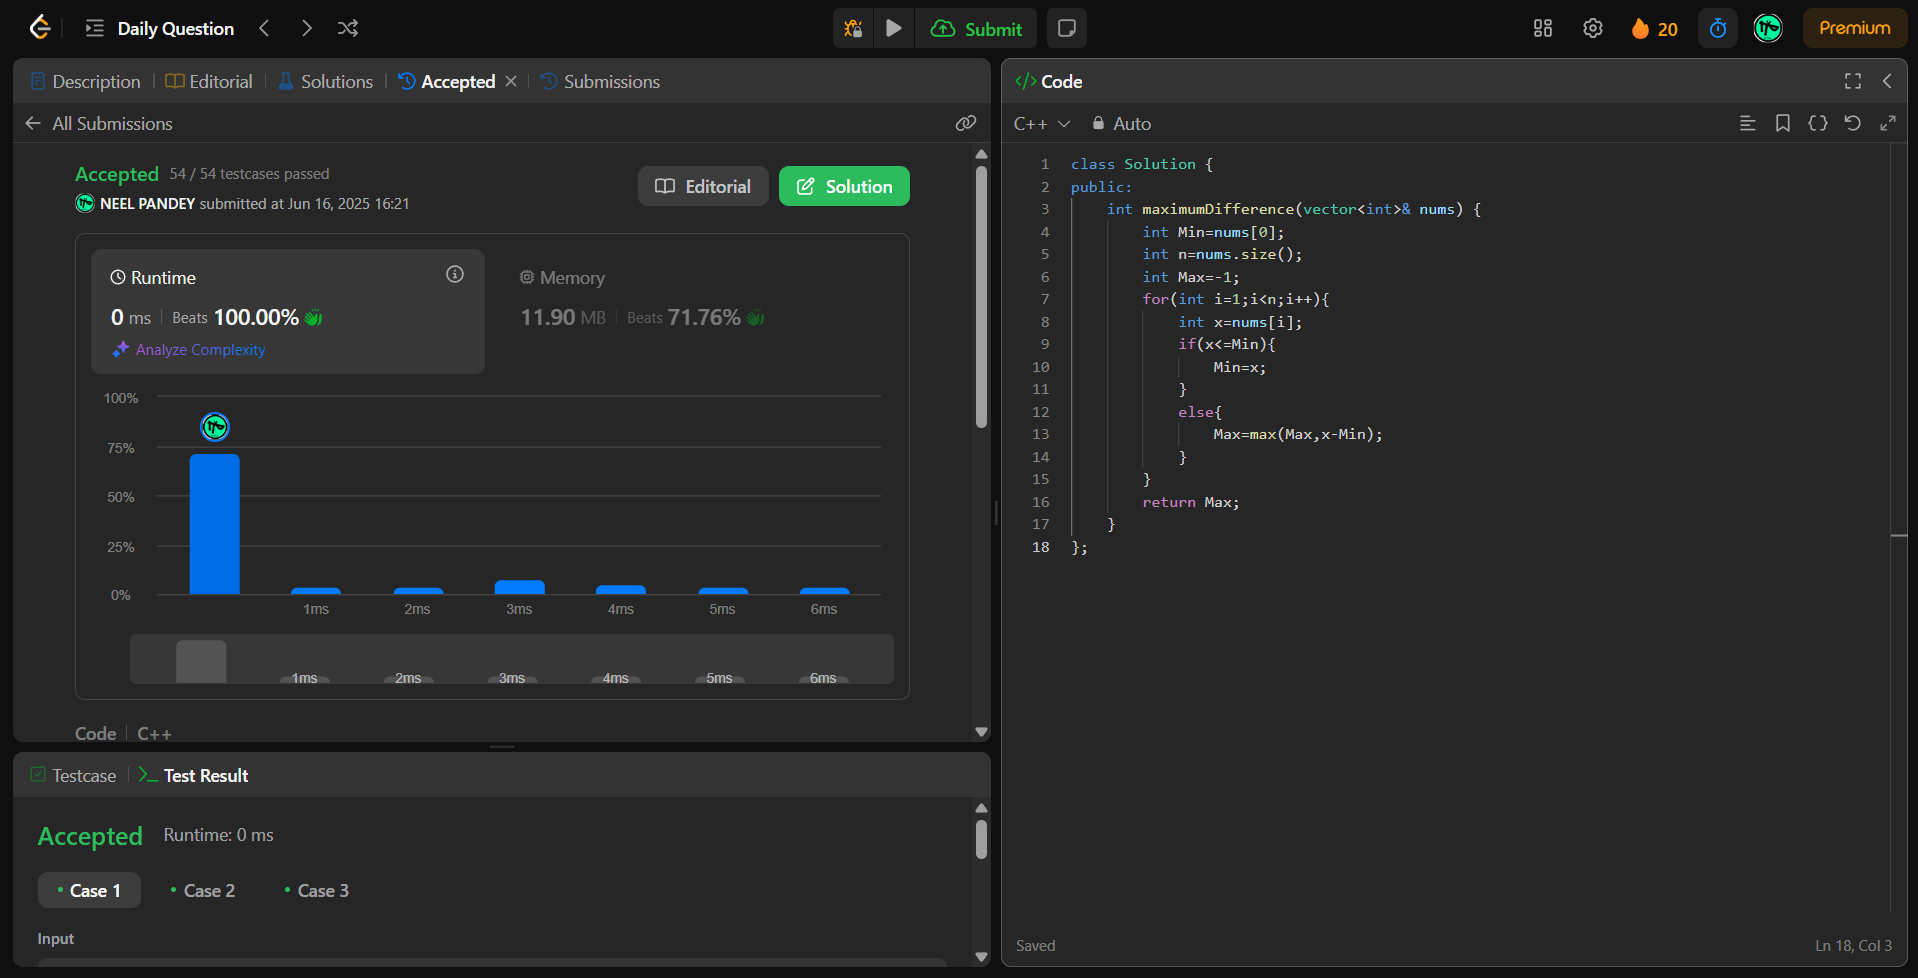 Daily Question
Submit
20
Premium
Description
Editorial
Solutions
Accepted
Submissions
All Submissions
Accepted 54 / 54 testcases passed
NEEL PANDEY submitted at Jun 16, 2025 16:21
Editorial
Solution
Runtime
0 ms Beats 100.00%
Analyze Complexity
Memory
11.90 MB Beats 71.76%
100%
75%
50%
25%
0%
1ms 2ms 3ms 4ms 5ms 6ms
1ms 2ms 3ms 4ms 5ms 6ms
Code C++
Testcase
>_ Test Result
Accepted Runtime: 0 ms
Case 1
Case 2
Case 3
Input
</> Code
C++ Auto
1 class Solution {
2 public:
3 int maximumDifference(vector<int>& nums) {
4 int Min=nums[0];
5 int n=nums.size();
6 int Max=-1;
7 for(int i=1;i<n;i++){
8 int x=nums[i];
9 if(x<=Min){
10 Min=x;
11 }
12 else{
13 Max=max(Max,x-Min);
14 }
15 }
16 return Max;
17 }
18 };
Saved
Ln 18, Col 3